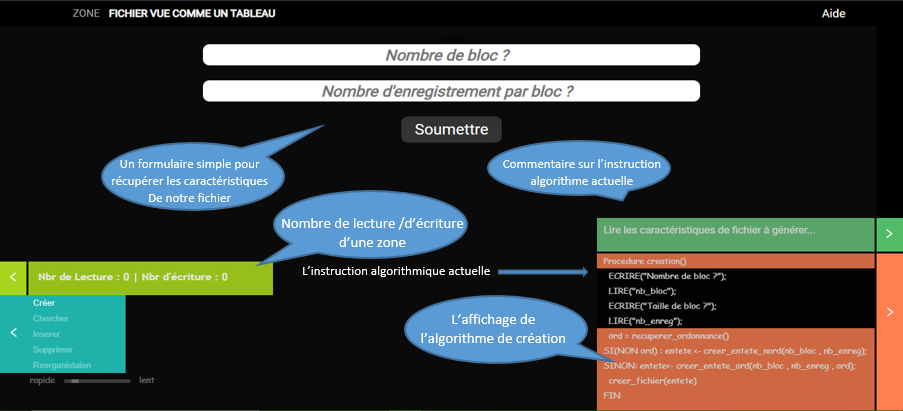 ZONE FICHIER VUE COMME UN TABLEAU
Aide
Nombre de bloc ?
Nombre d'enregistrement par bloc ?
Soumettre
Un formulaire simple pour
récupérer les caractéristiques
De notre fichier
Commentaire sur l'instruction
algorithme actuelle
Nombre de lecture /d'écriture
d'une zone
Lire les caractéristiques de fichier à générer...
>
L'instruction algorithmique actuelle
<
Nbr de Lecture : 0 | Nbr d'écriture : 0
Procedure creation()
ECRIRE("Nombre de bloc ?");
LIRE("nb_bloc");
ECRIRE("Taille de bloc ?");
LIRE("nb_enreg");
ord = recuperer_ordonnance()
SI(NON ord) : entete <- creer_entete_nord(nb_bloc , nb_enreg);
SINON: entete<- creer_entete_ord(nb_bloc , nb_enreg , ord);
creer_fichier(entete)
FIN
>
<
Créer
Chercher
Inserer
Supprimer
Reorganistaion
rapide lent
L'affichage de
l'algorithme de création